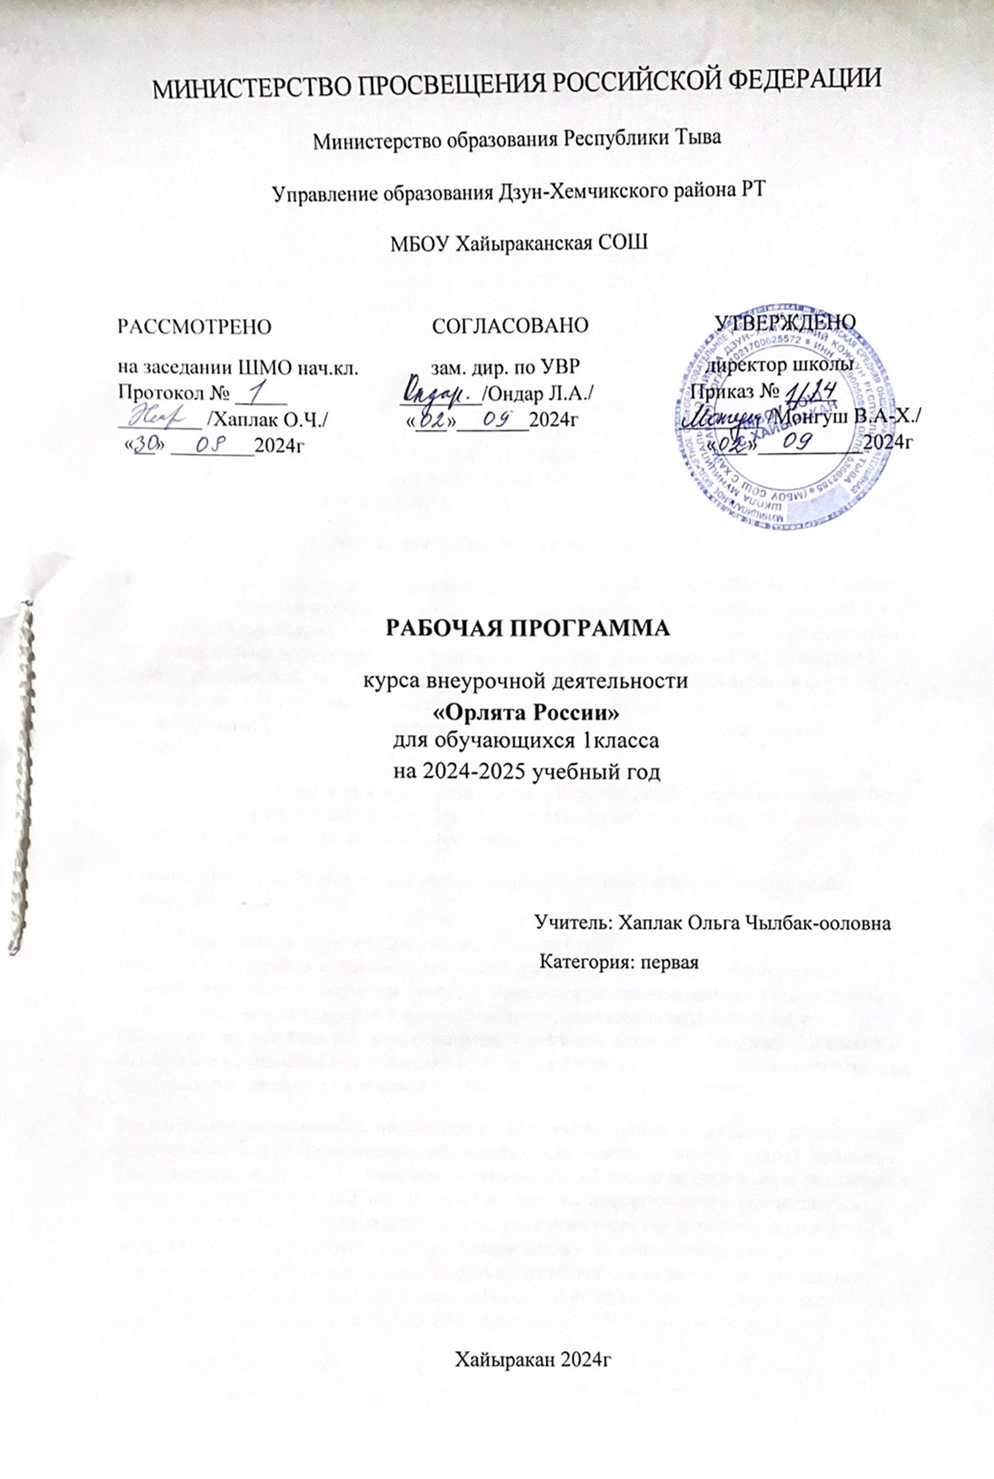 МИНИСТЕРСТВО ПРОСВЕЩЕНИЯ РОССИЙСКОЙ ФЕДЕРАЦИИ
Министерство образования Республики Тыва
Управление образования Дзун-Хемчикского района РТ
МБОУ Хайыраканская СОШ
РАССМОТРЕНО
на заседании ШМО нач.кл.
Протокол № 1
/Хаплак О.Ч./
«30» 08 2024г
СОГЛАСОВАНО
зам. дир. по УВР
Ондар. /Ондар Л.А./
«02» 09 2024г
УТВЕРЖДЕНО
директор школы
Приказ №
Монгуш /Монгуш В.А-Х./
«02» 09 2024г
РАБОЧАЯ ПРОГРАММА
курса внеурочной деятельности
«Орлята России»
для обучающихся 1класса
на 2024-2025 учебный год
Учитель: Хаплак Ольга Чылбак-ооловна
Категория: первая
Хайыракан 2024г